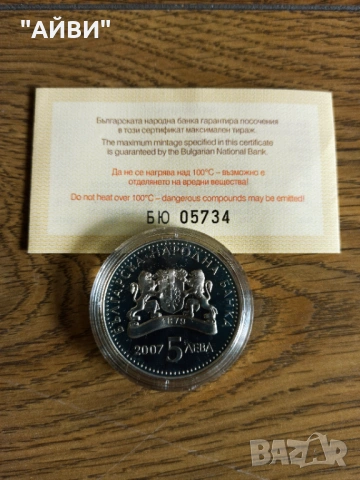 "АЙВИ"
Българската народна банка гарантира посочения
в този сертификат максимален тираж.
The maximum mintage specified in this certificate
is guaranteed by the Bulgarian National Bank.
Да не се нагрява над 100°C – възможно е
отделянето на вредни вещества!
Do not heat over 100°C – dangerous compounds may be emitted!
БЮ 05734
БЪЛГАРСКА НАРОДНА БАНКА
1879
2007 5 ЛЕВА
BAZAR